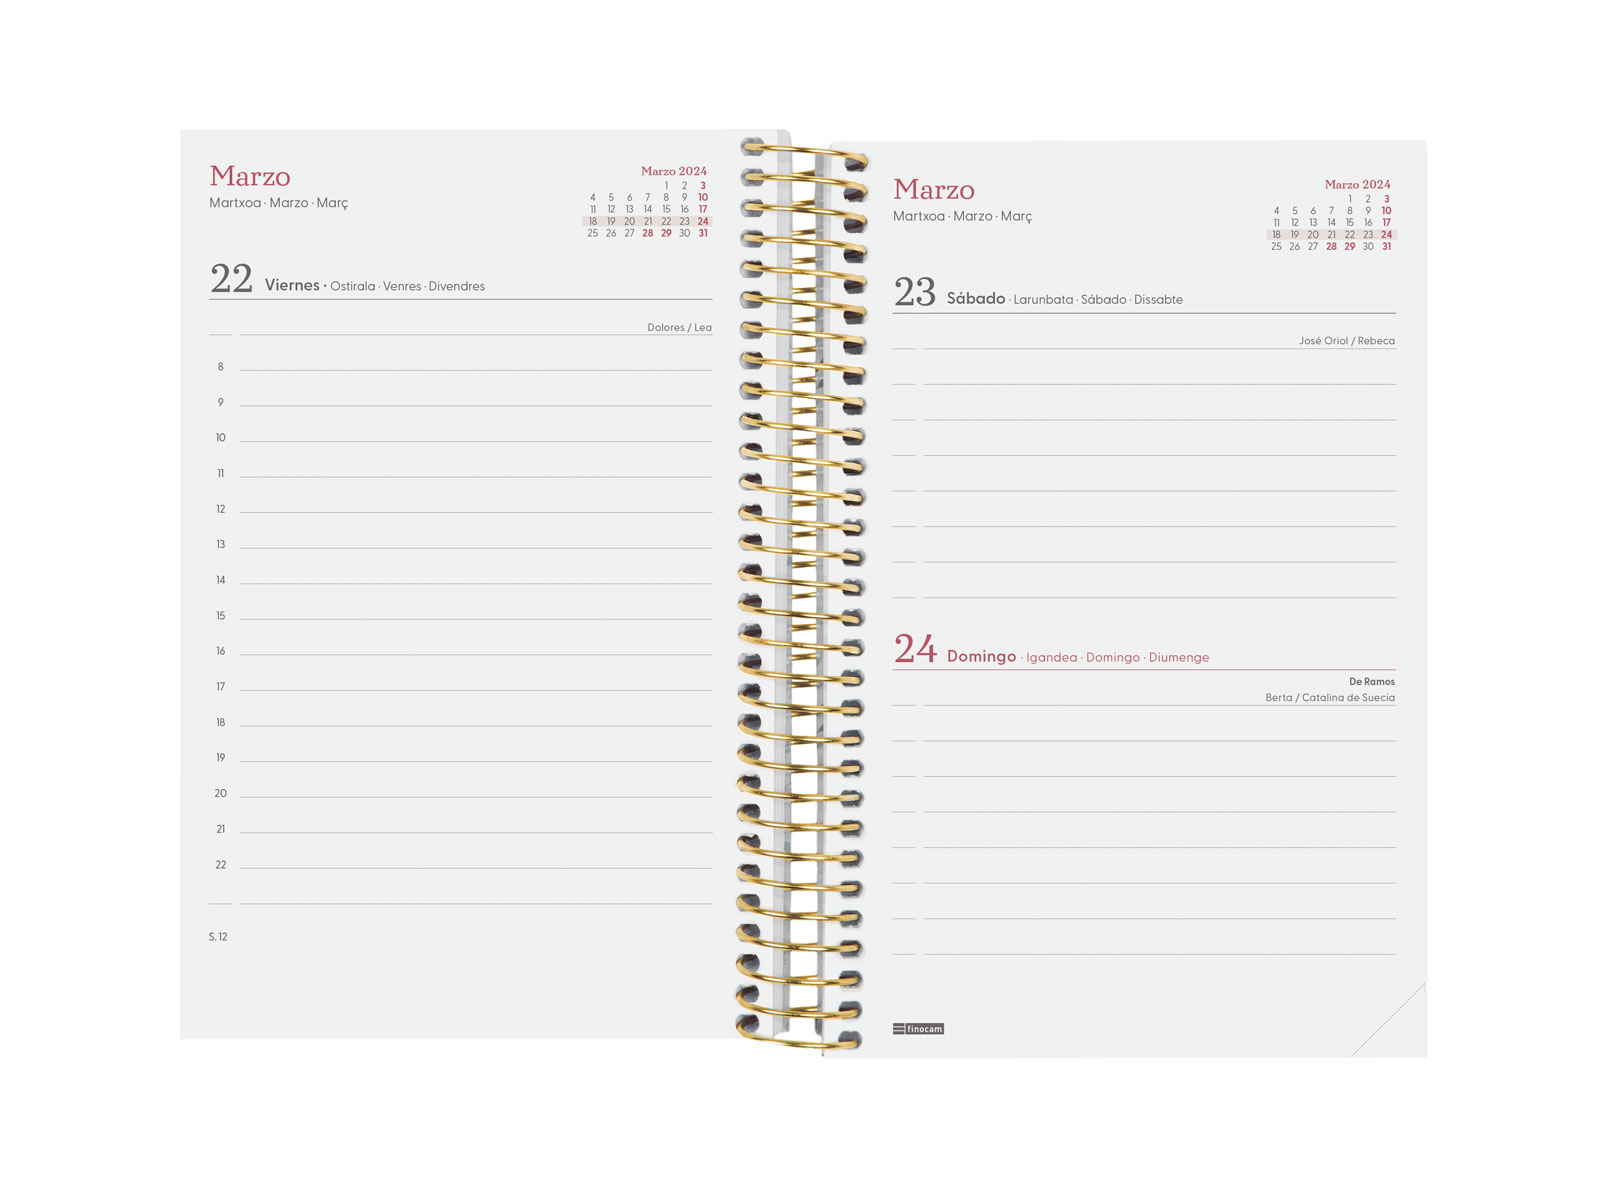 Marzo
Martxoa · Marzo · Març
Marzo 2024
1 2 3
4 5 6 7 8 9 10
11 12 13 14 15 16 17
18 19 20 21 22 23 24
25 26 27 28 29 30 31
22 Viernes · Ostirala · Venres · Divendres
Dolores / Lea
8
9
10
11
12
13
14
15
16
17
18
19
20
21
22
S. 12
Marzo
Martxoa · Marzo · Març
Marzo 2024
1 2 3
4 5 6 7 8 9 10
11 12 13 14 15 16 17
18 19 20 21 22 23 24
25 26 27 28 29 30 31
23 Sábado · Larunbata · Sábado · Dissabte
José Oriol / Rebeca
24 Domingo · Igandea · Domingo · Diumenge
De Ramos
Berta / Catalina de Suecia
finocam